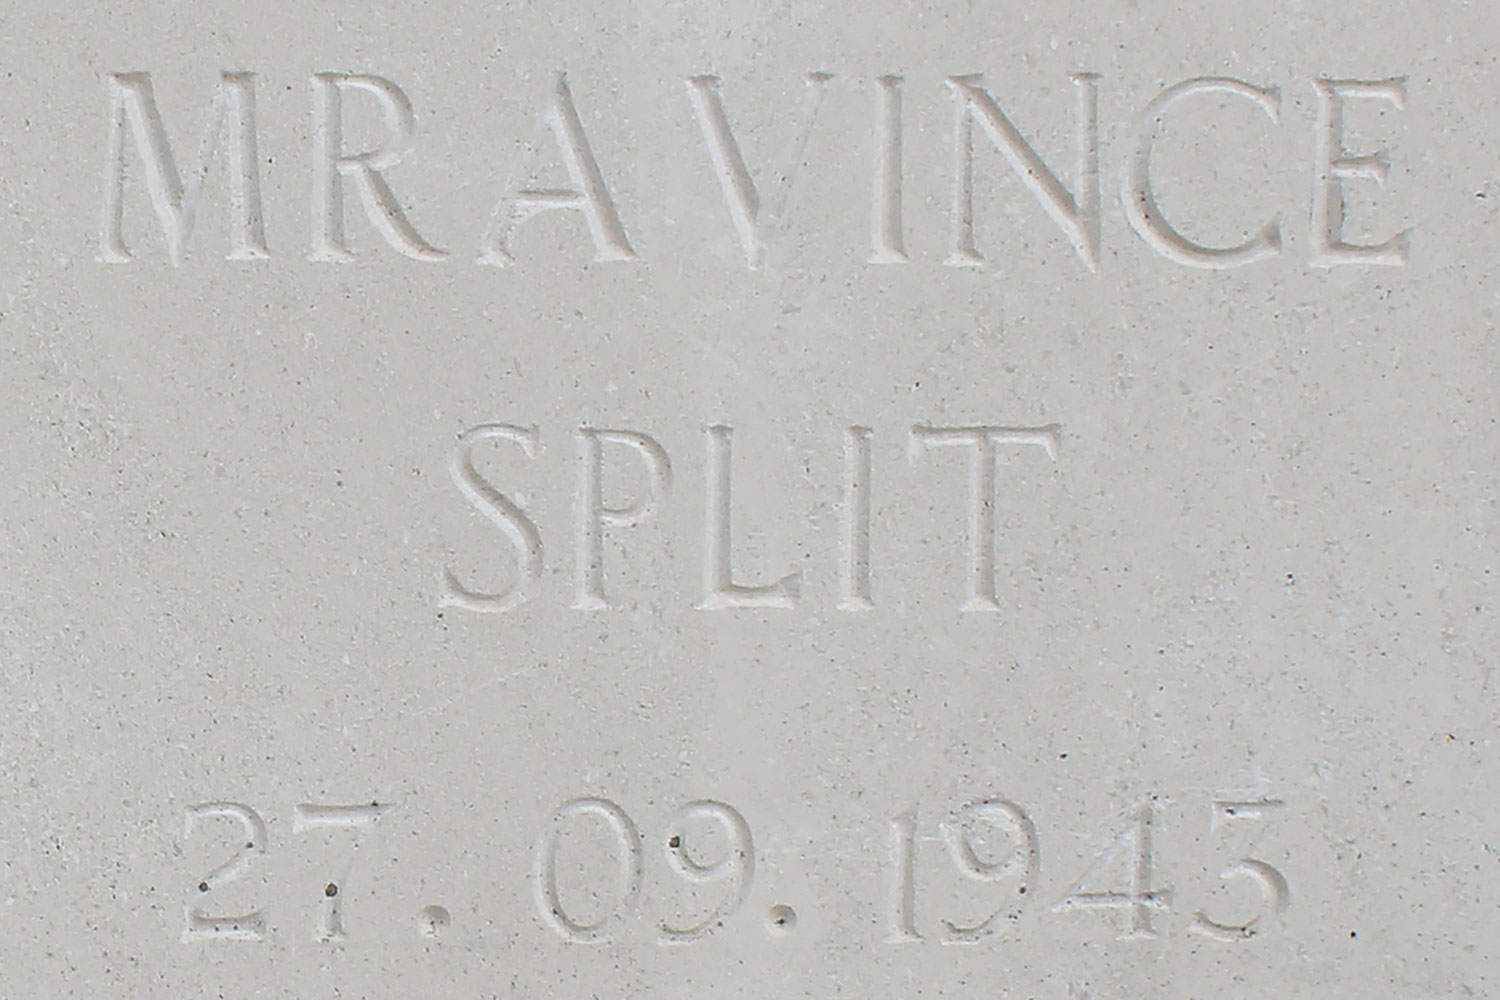 MRAVINCE
SPLIT
27. 09. 1943